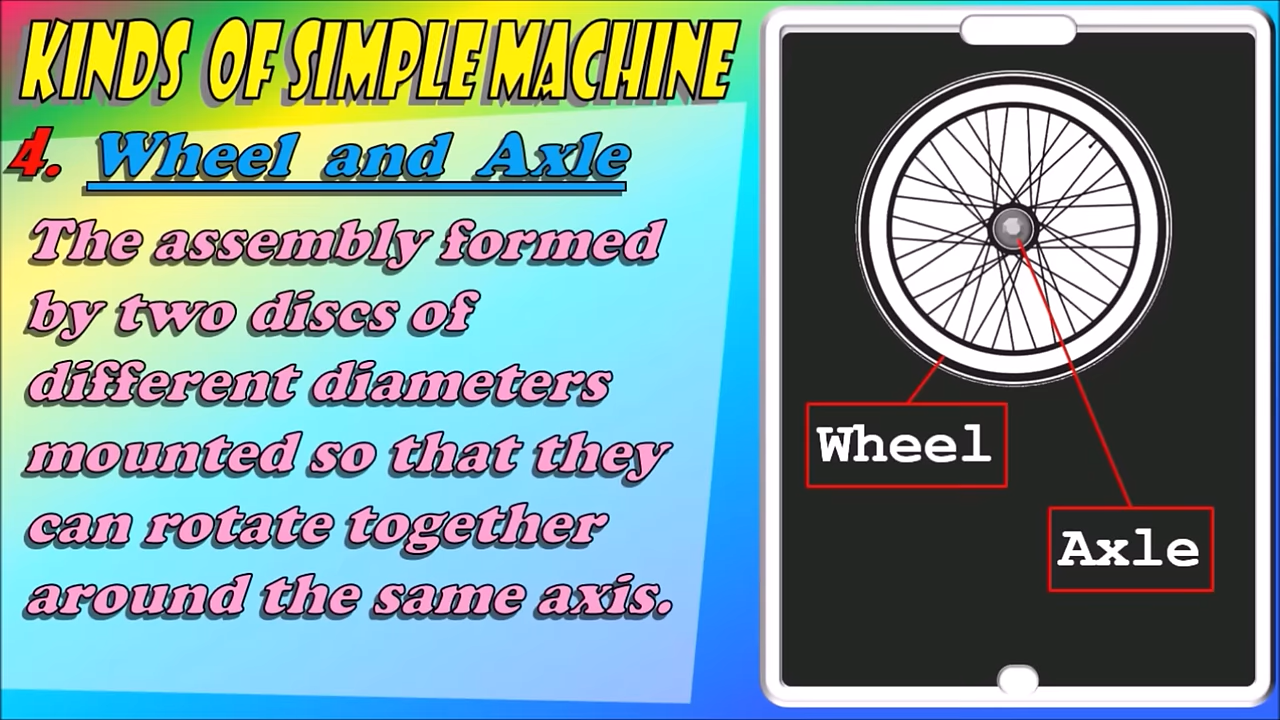 KINDS OF SIMPLE MACHINE
4. Wheel and Axle
The assembly formed
by two discs of
different diameters
mounted so that they
can rotate together
around the same axis.
Wheel
Axle